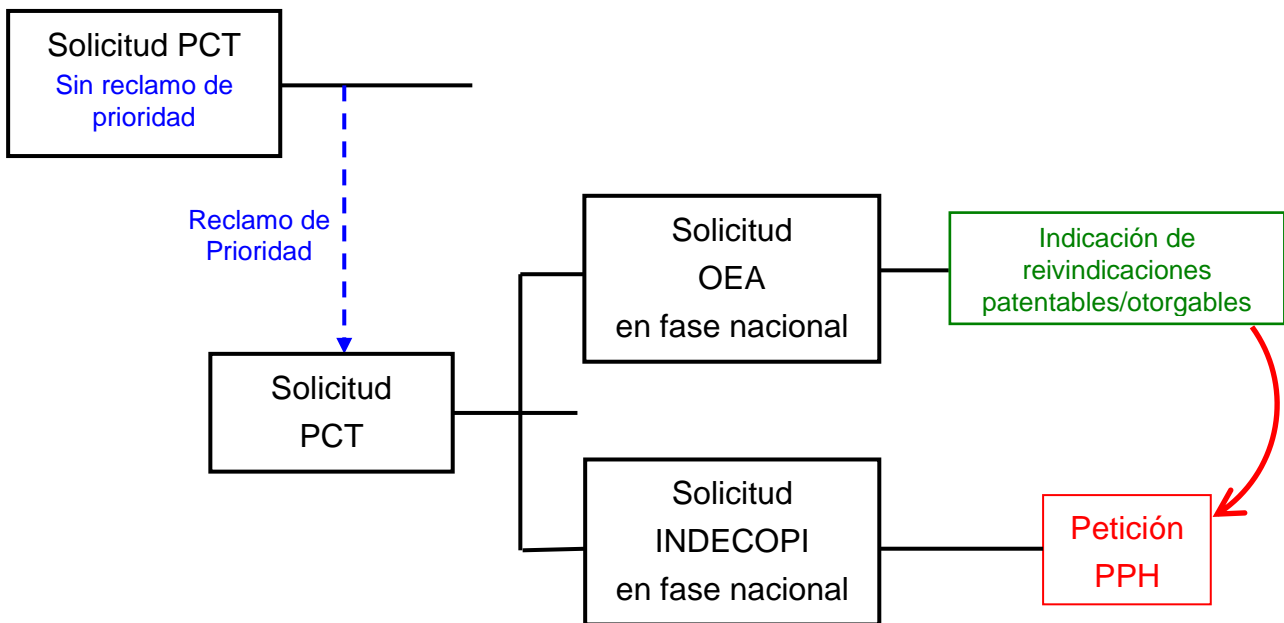 Solicitud PCT
Sin reclamo de
prioridad
Reclamo de
Prioridad
Solicitud
PCT
Solicitud
OEA
en fase nacional
Indicación de
reivindicaciones
patentables/otorgables
Solicitud
INDECOPI
en fase nacional
Petición
PPH